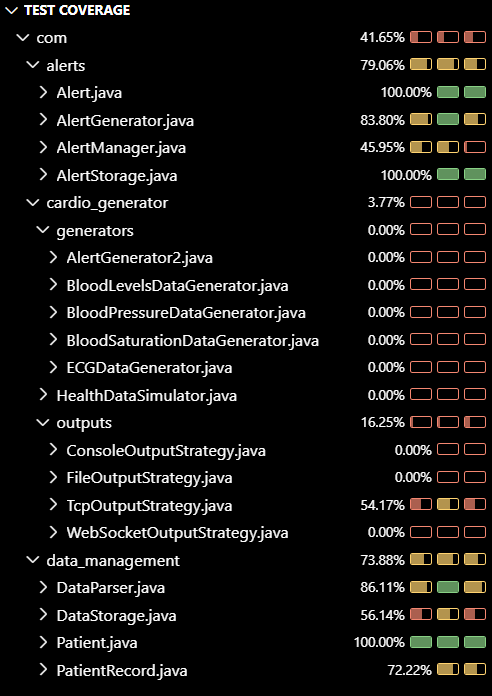 TEST COVERAGE
com 41.65%
alerts 79.06%
Alert.java 100.00%
AlertGenerator.java 83.80%
AlertManager.java 45.95%
AlertStorage.java 100.00%
cardio_generator 3.77%
generators 0.00%
AlertGenerator2.java 0.00%
BloodLevelsDataGenerator.java 0.00%
BloodPressureDataGenerator.java 0.00%
BloodSaturationDataGenerator.java 0.00%
ECGDataGenerator.java 0.00%
HealthDataSimulator.java 0.00%
outputs 16.25%
ConsoleOutputStrategy.java 0.00%
FileOutputStrategy.java 0.00%
TcpOutputStrategy.java 54.17%
WebSocketOutputStrategy.java 0.00%
data_management 73.88%
DataParser.java 86.11%
DataStorage.java 56.14%
Patient.java 100.00%
PatientRecord.java 72.22%